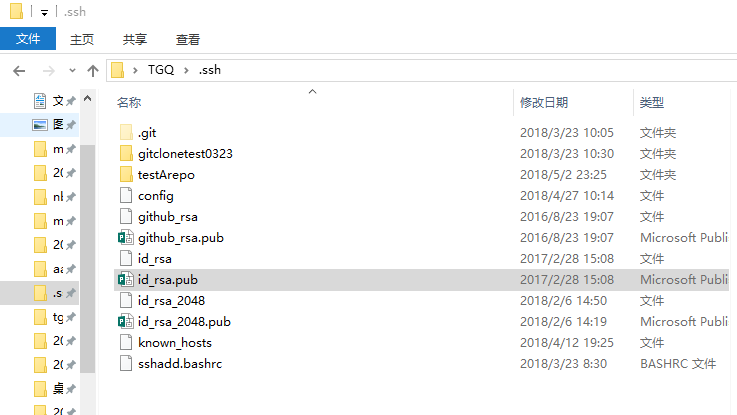 .ssh
文件 主页 共享 查看
TGQ .ssh
名称 修改日期 类型
文
图
m
20
nl
m
20
aa
.s
tg
20
20
桌
20
.git 2018/3/23 10:05 文件夹
gitclonetest0323 2018/3/23 10:30 文件夹
testArepo 2018/5/2 23:25 文件夹
config 2018/4/27 10:14 文件
github_rsa 2016/8/23 19:07 文件
github_rsa.pub 2016/8/23 19:07 Microsoft Publi
id_rsa 2017/2/28 15:08 文件
id_rsa.pub 2017/2/28 15:08 Microsoft Publi
id_rsa_2048 2018/2/6 14:50 文件
id_rsa_2048.pub 2018/2/6 14:19 Microsoft Publi
known_hosts 2018/4/12 19:25 文件
sshadd.bashrc 2018/3/23 8:30 BASHRC 文件